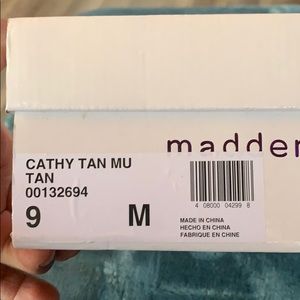 madden
CATHY TAN MU
TAN
00132694
9 M
4 08000 04299 8
MADE IN CHINA
HECHO EN CHINA
FABRIQUE EN CHINE